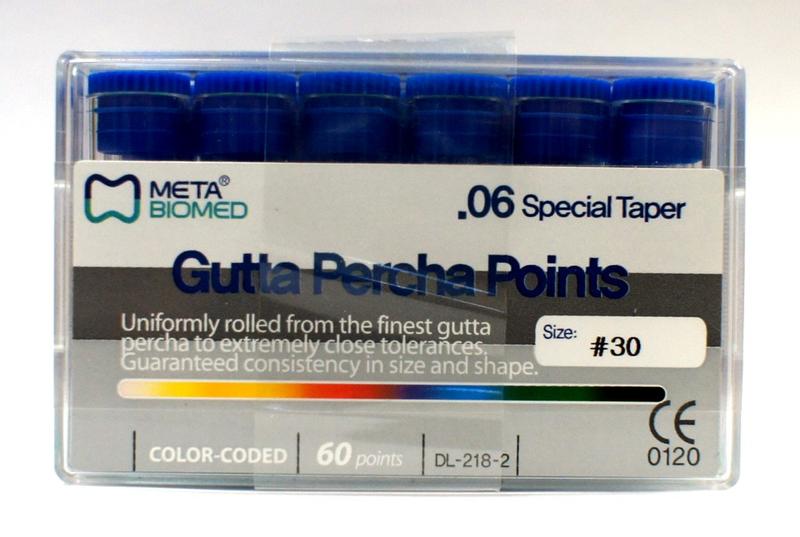 META®
BIOMED
.06 Special Taper
Gutta Percha Points
Uniformly rolled from the finest gutta
percha to extremely close tolerances.
Guaranteed consistency in size and shape.
Size: #30
CE
0120
COLOR-CODED
60 points
DL-218-2